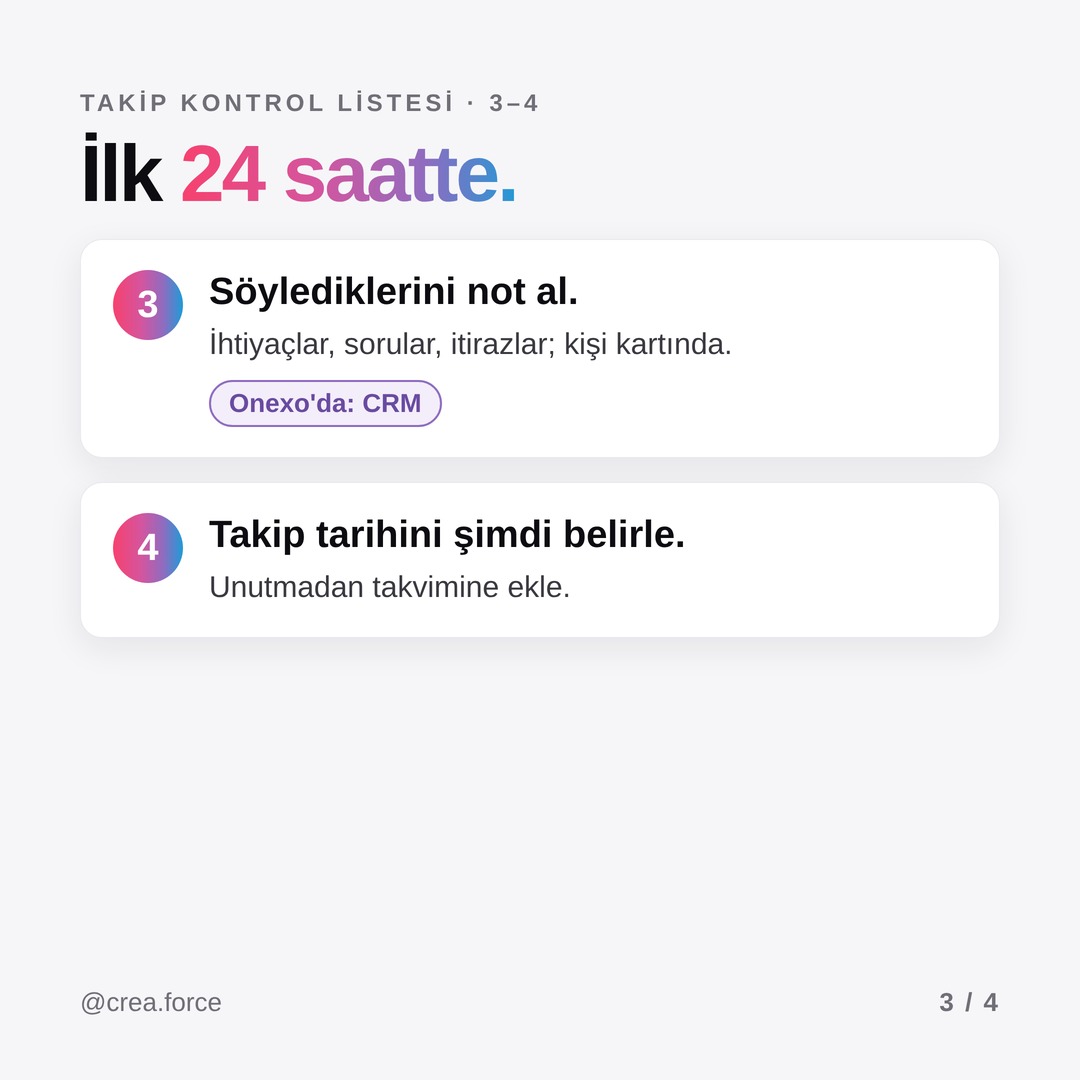 TAKİP KONTROL LİSTESİ · 3–4
İlk 24 saatte.
3
Söylediklerini not al.
İhtiyaçlar, sorular, itirazlar; kişi kartında.
Onexo'da: CRM
4
Takip tarihini şimdi belirle.
Unutmadan takvimine ekle.
@crea.force
3 / 4